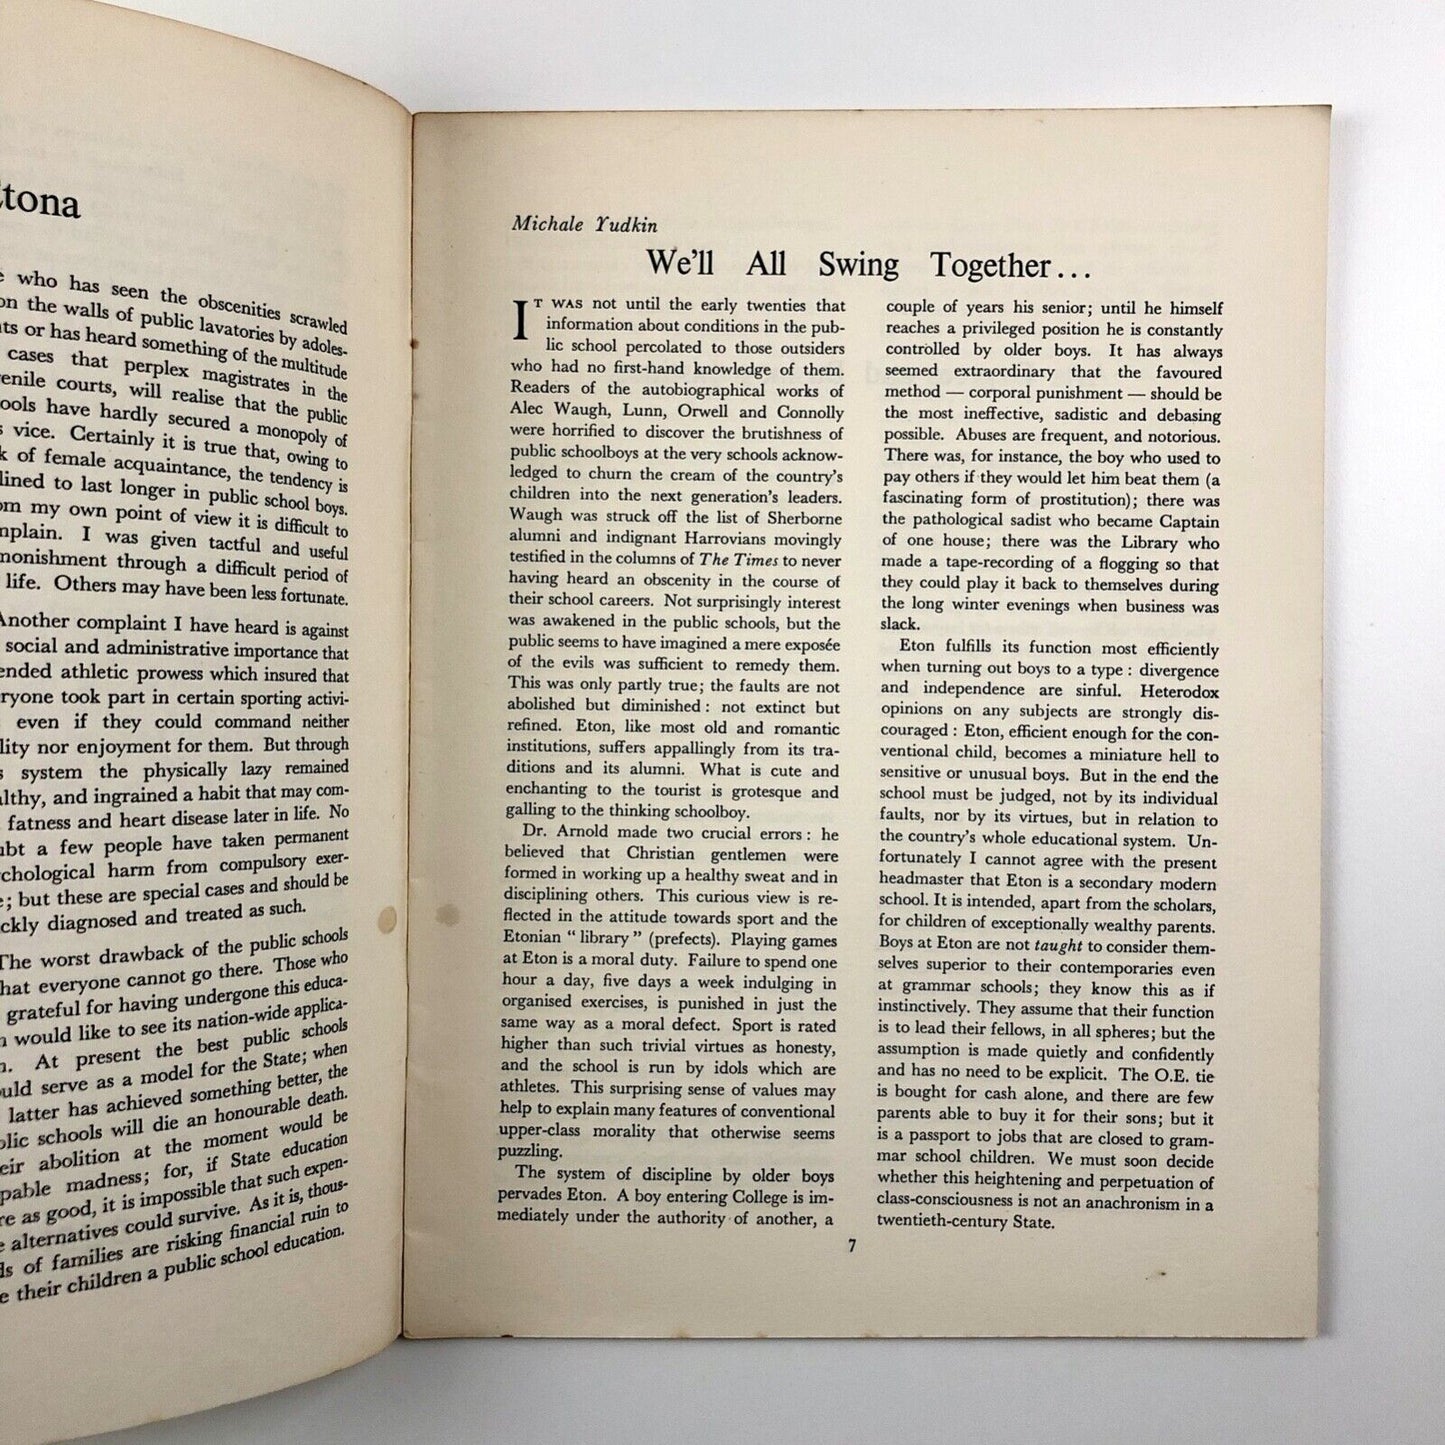 Etona
who has seen the obscenities scrawled
on the walls of public lavatories by adoles-
nts or has heard something of the multitude
cases that perplex magistrates in the
enile courts, will realise that the public
ools have hardly secured a monopoly of
s vice. Certainly it is true that, owing to
k of female acquaintance, the tendency is
lined to last longer in public school boys.
om my own point of view it is difficult to
mplain. I was given tactful and useful
monishment through a difficult period of
life. Others may have been less fortunate.
Another complaint I have heard is against
social and administrative importance that
ended athletic prowess which insured that
eryone took part in certain sporting activi-
even if they could command neither
lity nor enjoyment for them. But through
s system the physically lazy remained
althy, and ingrained a habit that may com-
fatness and heart disease later in life. No
ubt a few people have taken permanent
rchological harm from compulsory exer-
e; but these are special cases and should be
ckly diagnosed and treated as such.
The worst drawback of the public schools
hat everyone cannot go there. Those who
grateful for having undergone this educa-
n would like to see its nation-wide applica-
n. At present the best public schools
ould serve as a model for the State; when
latter has achieved something better, the
blic schools will die an honourable death.
eir abolition at the moment would be
pable madness; for, if State education
re as good, it is impossible that such expen-
e alternatives could survive. As it is, thous-
ds of families are risking financial ruin to
e their children a public school education.
Michale Yudkin
We'll All Swing Together...
IT WAS not until the early twenties that
information about conditions in the pub-
lic school percolated to those outsiders
who had no first-hand knowledge of them.
Readers of the autobiographical works of
Alec Waugh, Lunn, Orwell and Connolly
were horrified to discover the brutishness of
public schoolboys at the very schools acknow-
ledged to churn the cream of the country's
children into the next generation's leaders.
Waugh was struck off the list of Sherborne
alumni and indignant Harrovians movingly
testified in the columns of The Times to never
having heard an obscenity in the course of
their school careers. Not surprisingly interest
was awakened in the public schools, but the
public seems to have imagined a mere exposée
of the evils was sufficient to remedy them.
This was only partly true; the faults are not
abolished but diminished: not extinct but
refined. Eton, like most old and romantic
institutions, suffers appallingly from its tra-
ditions and its alumni. What is cute and
enchanting to the tourist is grotesque and
galling to the thinking schoolboy.
Dr. Arnold made two crucial errors: he
believed that Christian gentlemen were
formed in working up a healthy sweat and in
disciplining others. This curious view is re-
flected in the attitude towards sport and the
Etonian "library" (prefects). Playing games
at Eton is a moral duty. Failure to spend one
hour a day, five days a week indulging in
organised exercises, is punished in just the
same way as a moral defect. Sport is rated
higher than such trivial virtues as honesty,
and the school is run by idols which are
athletes. This surprising sense of values may
help to explain many features of conventional
upper-class morality that otherwise seems
puzzling.
The system of discipline by older boys
pervades Eton. A boy entering College is im-
mediately under the authority of another, a
couple of years his senior; until he himself
reaches a privileged position he is constantly
controlled by older boys. It has always
seemed extraordinary that the favoured
method — corporal punishment — should be
the most ineffective, sadistic and debasing
possible. Abuses are frequent, and notorious.
There was, for instance, the boy who used to
pay others if they would let him beat them (a
fascinating form of prostitution); there was
the pathological sadist who became Captain
of one house; there was the Library who
made a tape-recording of a flogging so that
they could play it back to themselves during
the long winter evenings when business was
slack.
Eton fulfills its function most efficiently
when turning out boys to a type: divergence
and independence are sinful. Heterodox
opinions on any subjects are strongly dis-
couraged: Eton, efficient enough for the con-
ventional child, becomes a miniature hell to
sensitive or unusual boys. But in the end the
school must be judged, not by its individual
faults, nor by its virtues, but in relation to
the country's whole educational system. Un-
fortunately I cannot agree with the present
headmaster that Eton is a secondary modern
school. It is intended, apart from the scholars,
for children of exceptionally wealthy parents.
Boys at Eton are not taught to consider them-
selves superior to their contemporaries even
at grammar schools; they know this as if
instinctively. They assume that their function
is to lead their fellows, in all spheres; but the
assumption is made quietly and confidently
and has no need to be explicit. The O.E. tie
is bought for cash alone, and there are few
parents able to buy it for their sons; but it
is a passport to jobs that are closed to gram-
mar school children. We must soon decide
whether this heightening and perpetuation of
class-consciousness is not an anachronism in a
twentieth-century State.
7